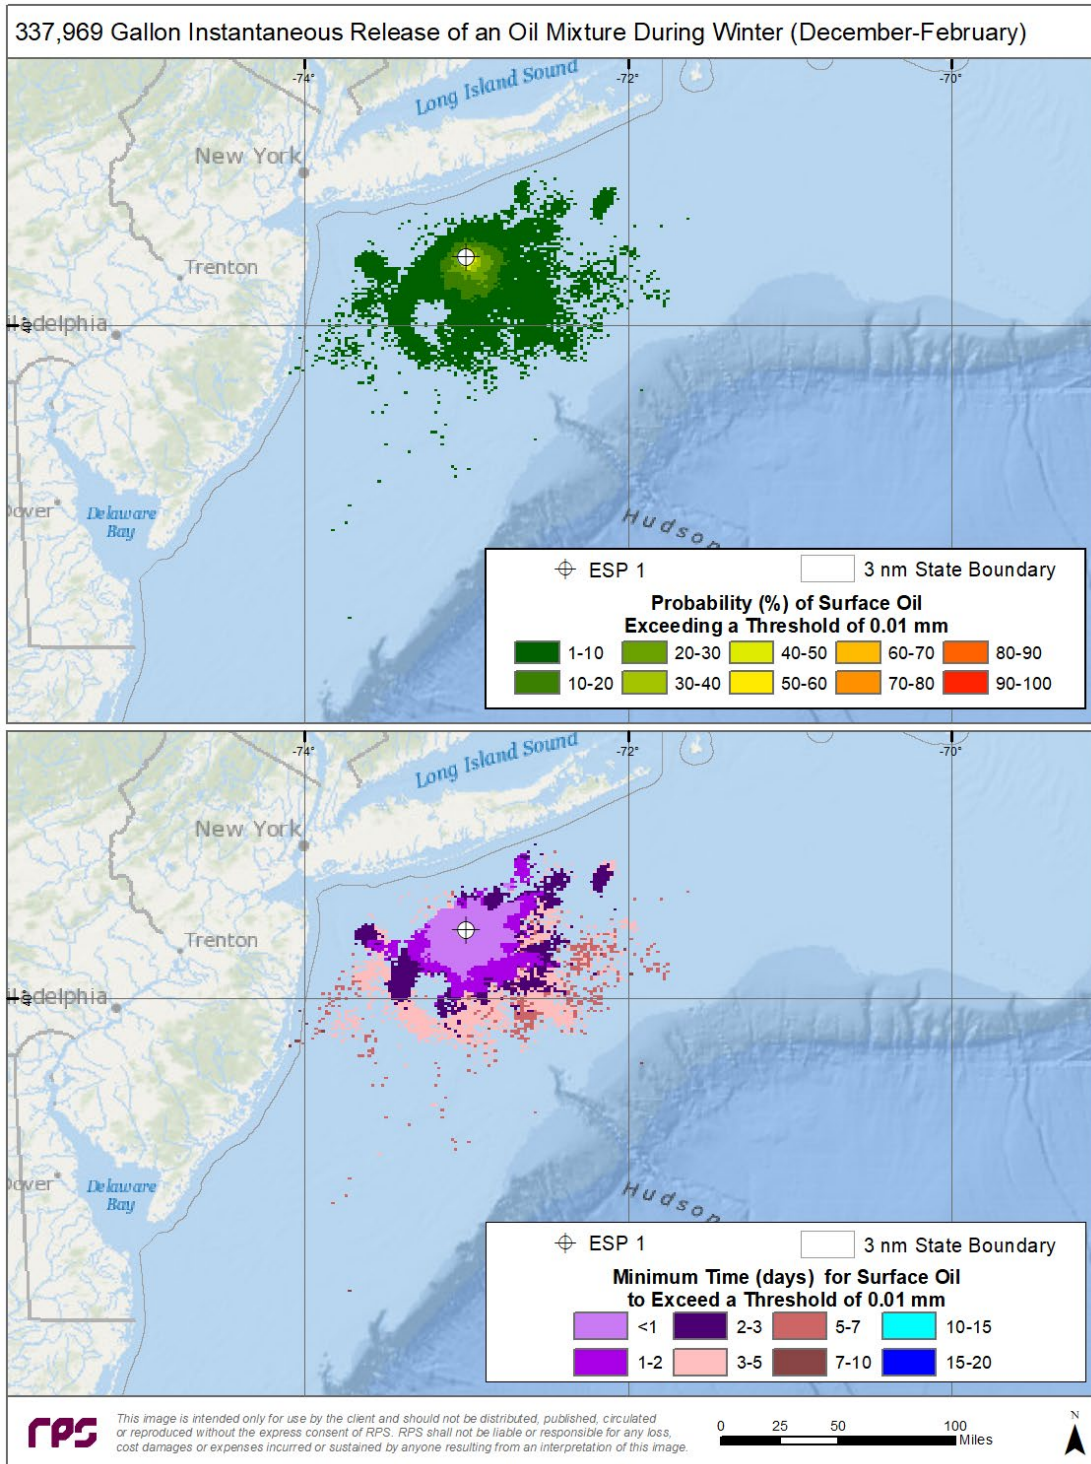 337,969 Gallon Instantaneous Release of an Oil Mixture During Winter (December-February)
-74°
-72°
-70°
Long Island Sound
New York
Trenton
iladelphia
40°
Dover
Delaware
Bay
Hudson
ESP 1
3 nm State Boundary
Probability (%) of Surface Oil
Exceeding a Threshold of 0.01 mm
1-10
20-30
40-50
60-70
80-90
10-20
30-40
50-60
70-80
90-100
-74°
-72°
-70°
Long Island Sound
New York
Trenton
iladelphia
40°
Dover
Delaware
Bay
Hudson
ESP 1
3 nm State Boundary
Minimum Time (days) for Surface Oil
to Exceed a Threshold of 0.01 mm
<1
2-3
5-7
10-15
1-2
3-5
7-10
15-20
rps
This image is intended only for use by the client and should not be distributed, published, circulated
or reproduced without the express consent of RPS. RPS shall not be liable or responsible for any loss,
cost damages or expenses incurred or sustained by anyone resulting from an interpretation of this image.
0 25 50 100
Miles
N